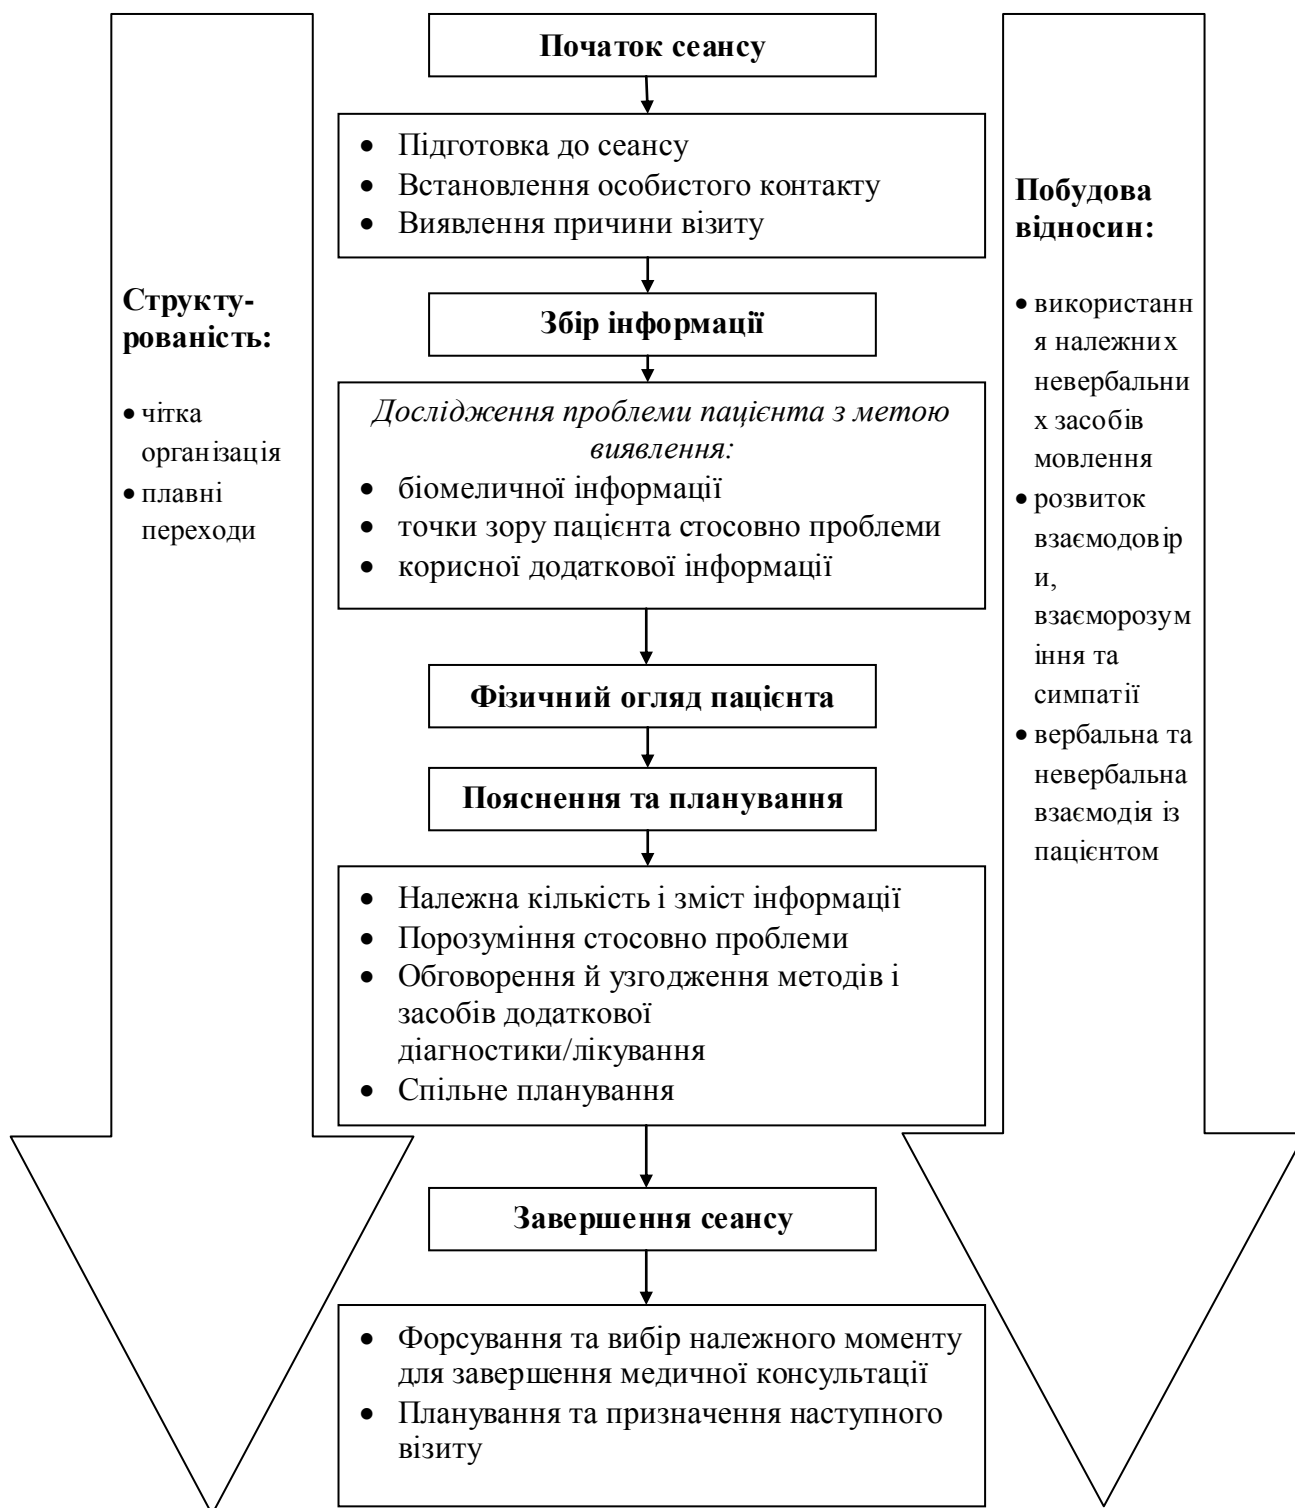 Структу-
рованість:
• чітка
організація
• плавні
переходи
Початок сеансу
• Підготовка до сеансу
• Встановлення особистого контакту
• Виявлення причини візиту
Збір інформації
Дослідження проблеми пацієнта з метою
виявлення:
• біомеличної інформації
• точки зору пацієнта стосовно проблеми
• корисної додаткової інформації
Фізичний огляд пацієнта
Пояснення та планування
• Належна кількість і зміст інформації
• Порозуміння стосовно проблеми
• Обговорення й узгодження методів і
засобів додаткової
діагностики/лікування
• Спільне планування
Завершення сеансу
• Форсування та вибір належного моменту
для завершення медичної консультації
• Планування та призначення наступного
візиту
Побудова
відносин:
• використанн
я належних
невербальни
х засобів
мовлення
• розвиток
взаємодовір
и,
взаєморозум
іння та
симпатії
• вербальна та
невербальна
взаємодія із
пацієнтом